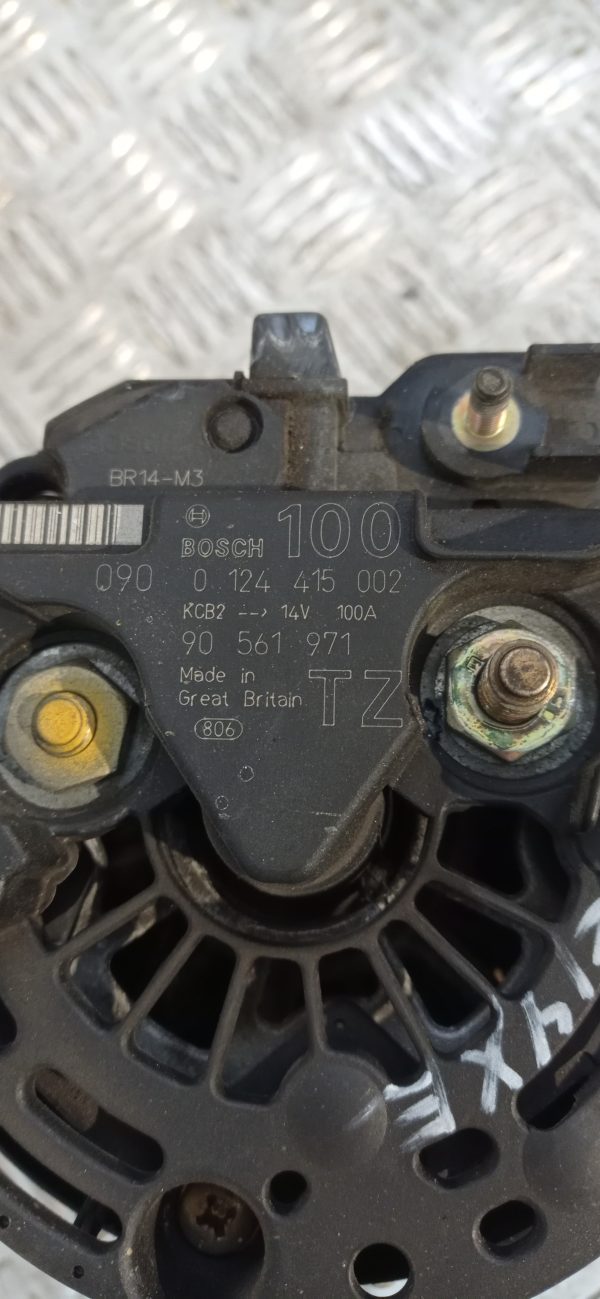 BR14-M3
BOSCH 100
090 0 124 415 002
KCB2 --› 14V 100A
90 561 971
Made in
Great Britain TZ
806
Z14XE